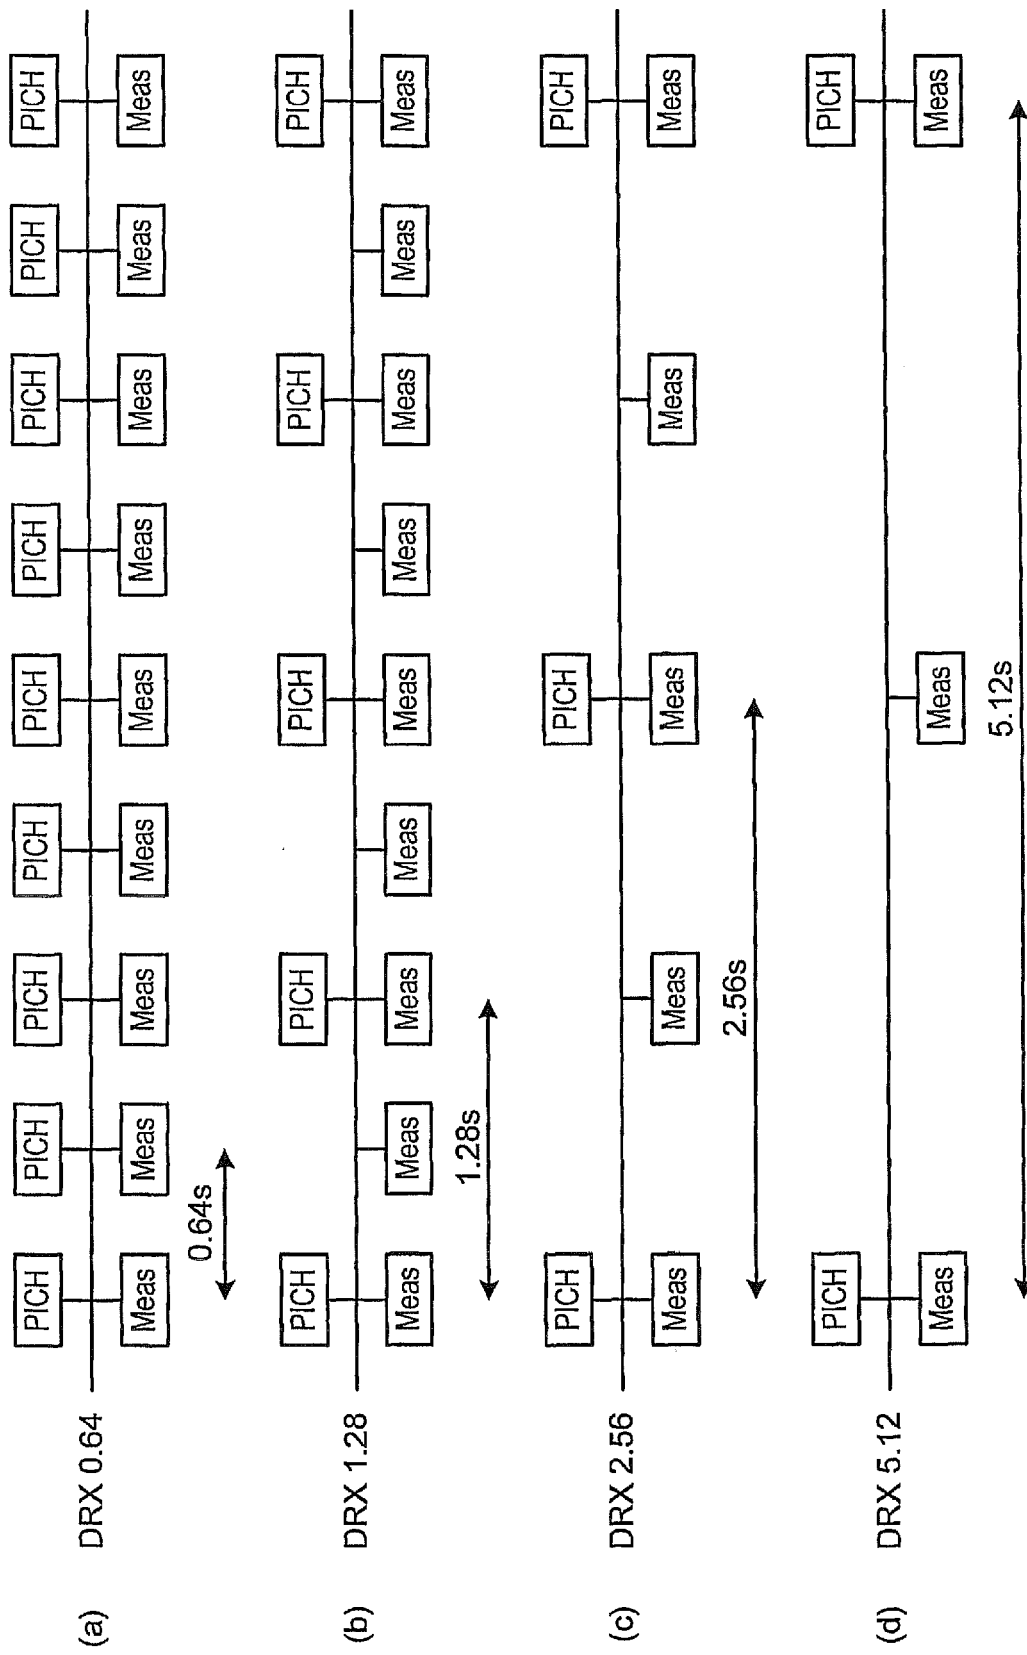 PICH PICH PICH PICH PICH PICH PICH PICH PICH
(a) DRX 0.64
Meas Meas Meas Meas Meas Meas Meas Meas Meas
0.64s
PICH PICH PICH PICH PICH
(b) DRX 1.28
Meas Meas Meas Meas Meas Meas Meas Meas Meas
1.28s
PICH PICH PICH
(c) DRX 2.56
Meas Meas Meas Meas Meas
2.56s
PICH PICH
(d) DRX 5.12
Meas Meas Meas
5.12s